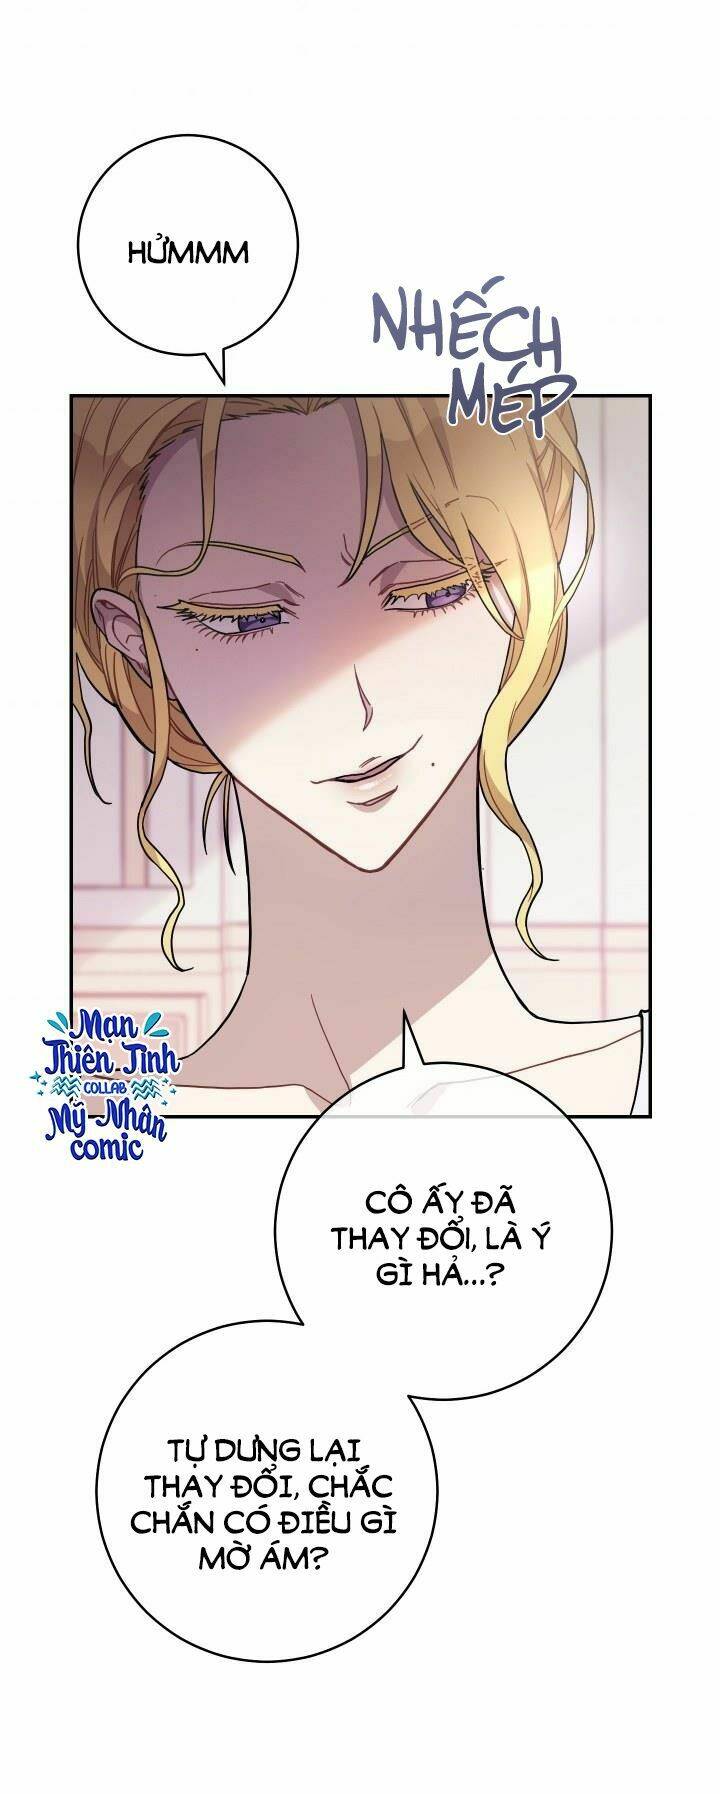 HỬMMM
NHẾCH
MÉP
Mạn
Thiên Tinh
COLLAB
Mỹ Nhân
comic
CÔ ẤY ĐÃ
THAY ĐỔI, LÀ Ý
GÌ HẢ...?
TỰ DƯNG LẠI
THAY ĐỔI, CHẮC
CHẮN CÓ ĐIỀU GÌ
MỜ ÁM?